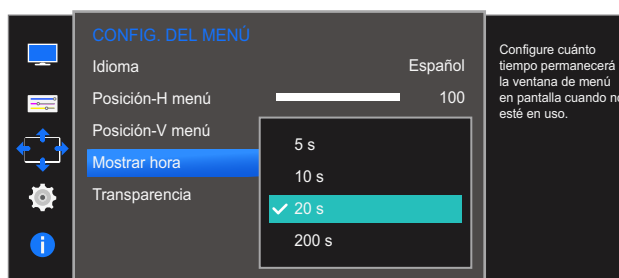 CONFIG. DEL MENÚ
Idioma Español
Posición-H menú 100
Posición-V menú
Mostrar hora
Transparencia
5 s
10 s
20 s
200 s
Configure cuánto
tiempo permanecerá
la ventana de menú
en pantalla cuando no
esté en uso.